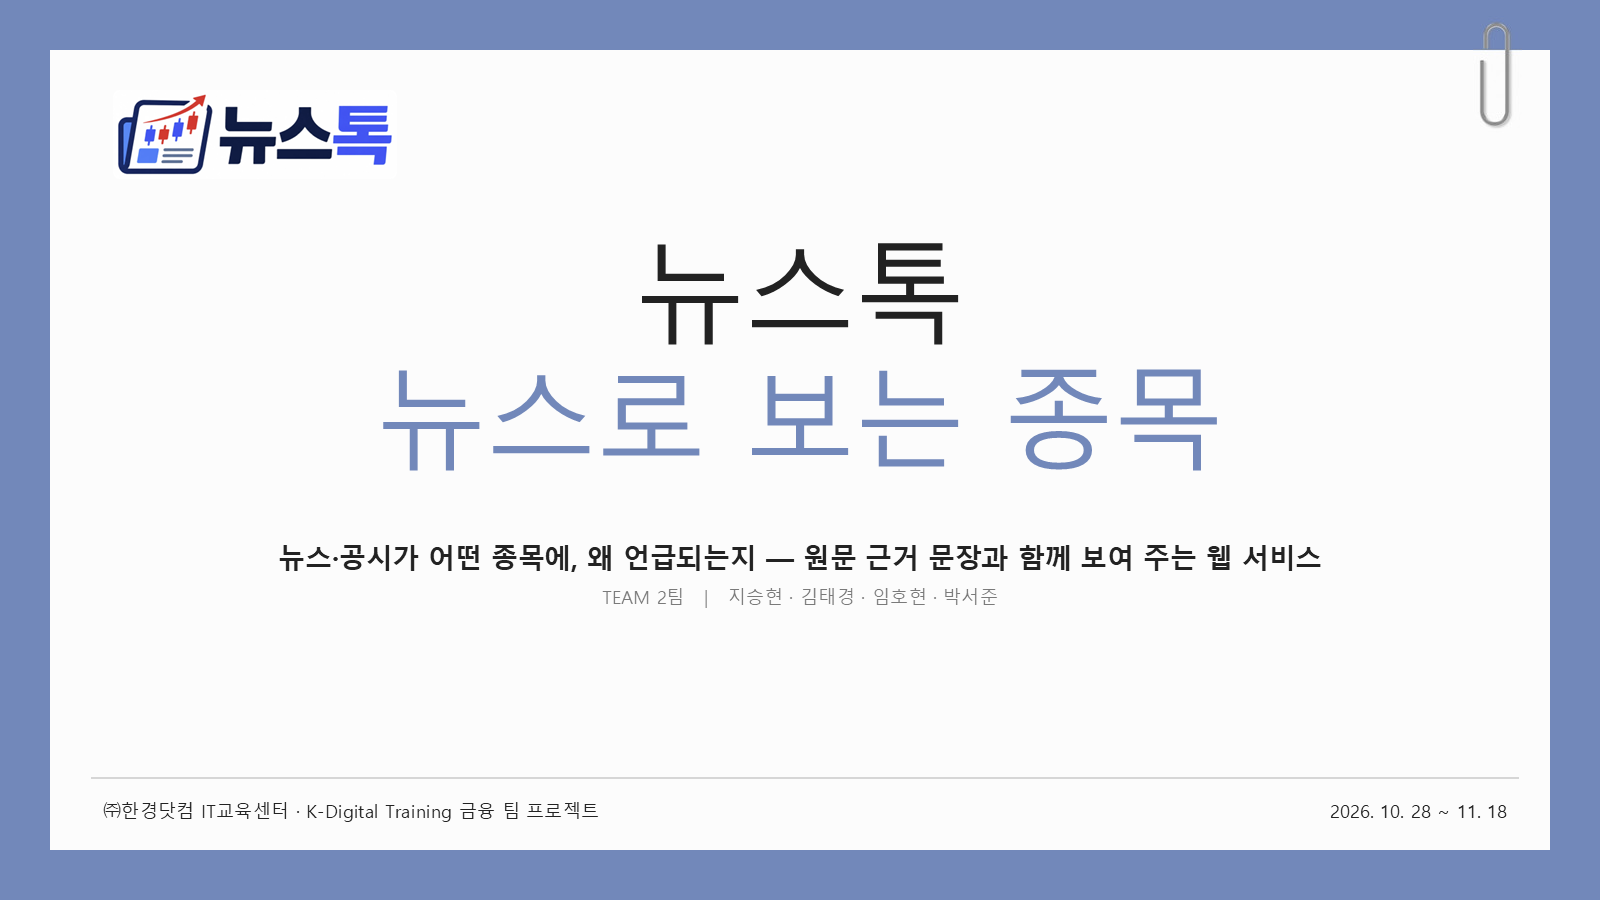 뉴스톡
뉴스톡
뉴스로 보는 종목
뉴스·공시가 어떤 종목에, 왜 언급되는지 — 원문 근거 문장과 함께 보여 주는 웹 서비스
TEAM 2팀 | 지승현 · 김태경 · 임호현 · 박서준
㈜한경닷컴 IT교육센터 · K-Digital Training 금융 팀 프로젝트
2026. 10. 28 ~ 11. 18